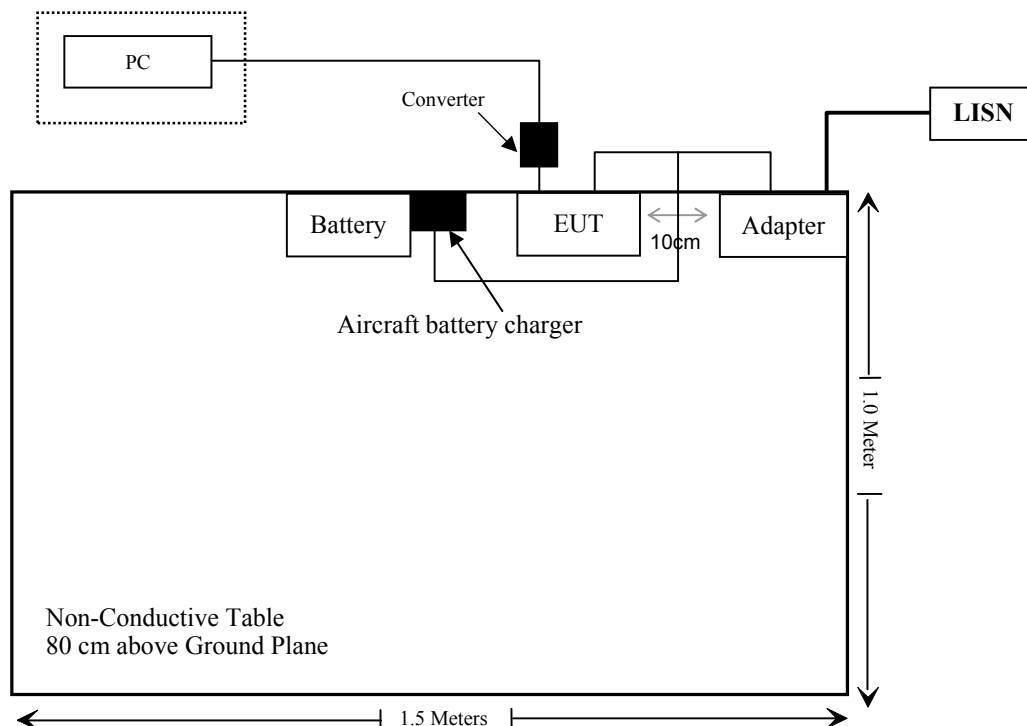 PC
Converter
LISN
Battery
EUT
10cm
Adapter
Aircraft battery charger
1.0 Meter
Non-Conductive Table
80 cm above Ground Plane
1.5 Meters